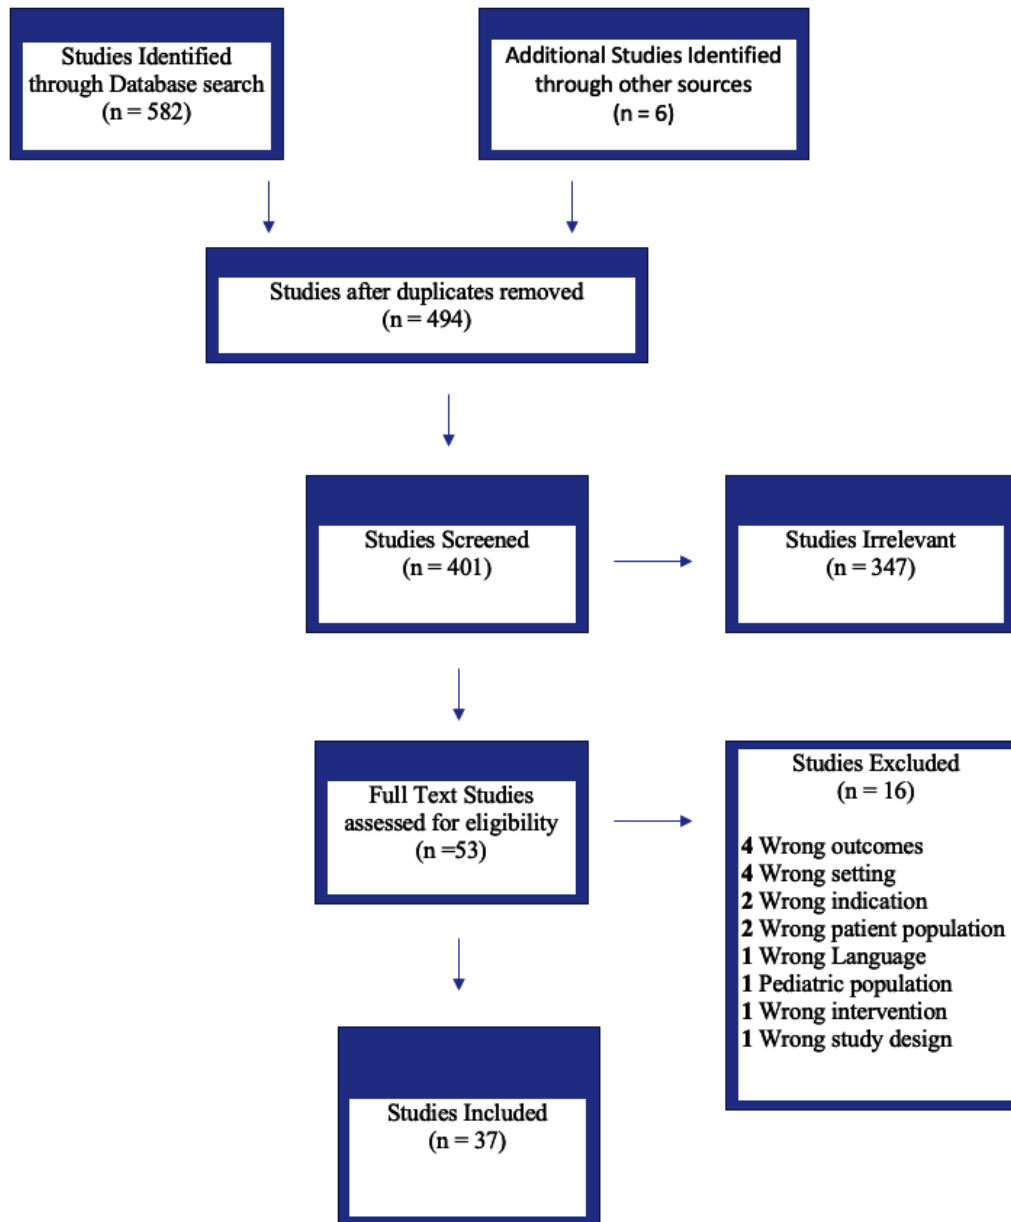 Studies Identified
through Database search
(n = 582)
Additional Studies Identified
through other sources
(n = 6)
Studies after duplicates removed
(n = 494)
Studies Screened
(n = 401)
Studies Irrelevant
(n = 347)
Full Text Studies
assessed for eligibility
(n =53)
Studies Excluded
(n = 16)
4 Wrong outcomes
4 Wrong setting
2 Wrong indication
2 Wrong patient population
1 Wrong Language
1 Pediatric population
1 Wrong intervention
1 Wrong study design
Studies Included
(n = 37)